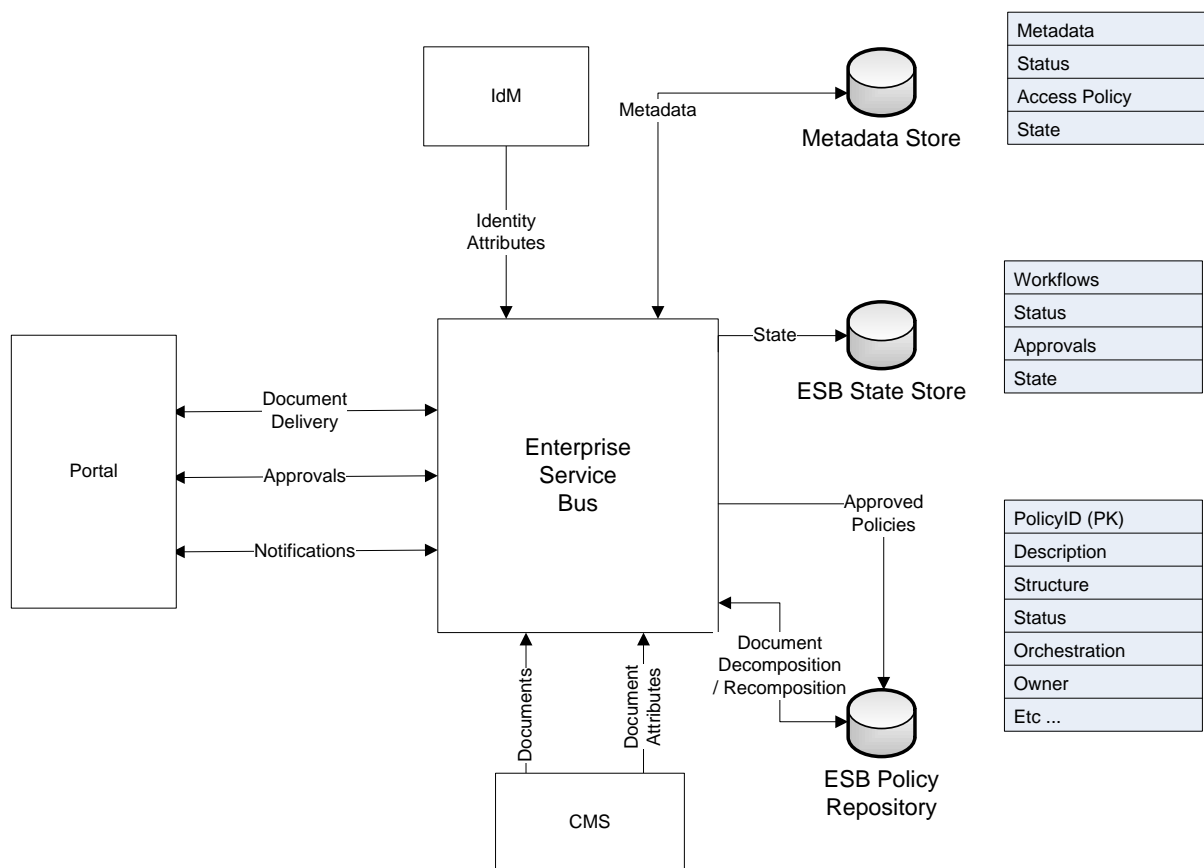 IdM
Metadata
Metadata Store
Metadata
Status
Access Policy
State
Identity
Attributes
Portal
Document
Delivery
Approvals
Notifications
Enterprise
Service
Bus
State
ESB State Store
Workflows
Status
Approvals
State
Approved
Policies
Document
Decomposition
/ Recomposition
ESB Policy
Repository
PolicyID (PK)
Description
Structure
Status
Orchestration
Owner
Etc ...
Documents
Document
Attributes
CMS